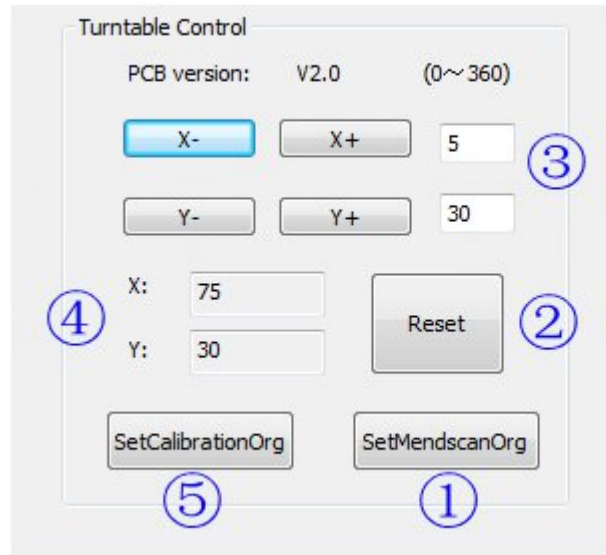 Turntable Control
PCB version: V2.0 (0～360)
X- X+ 5 ③
Y- Y+ 30
X: 75
④ Reset ②
Y: 30
SetCalibrationOrg SetMendscanOrg
⑤ ①